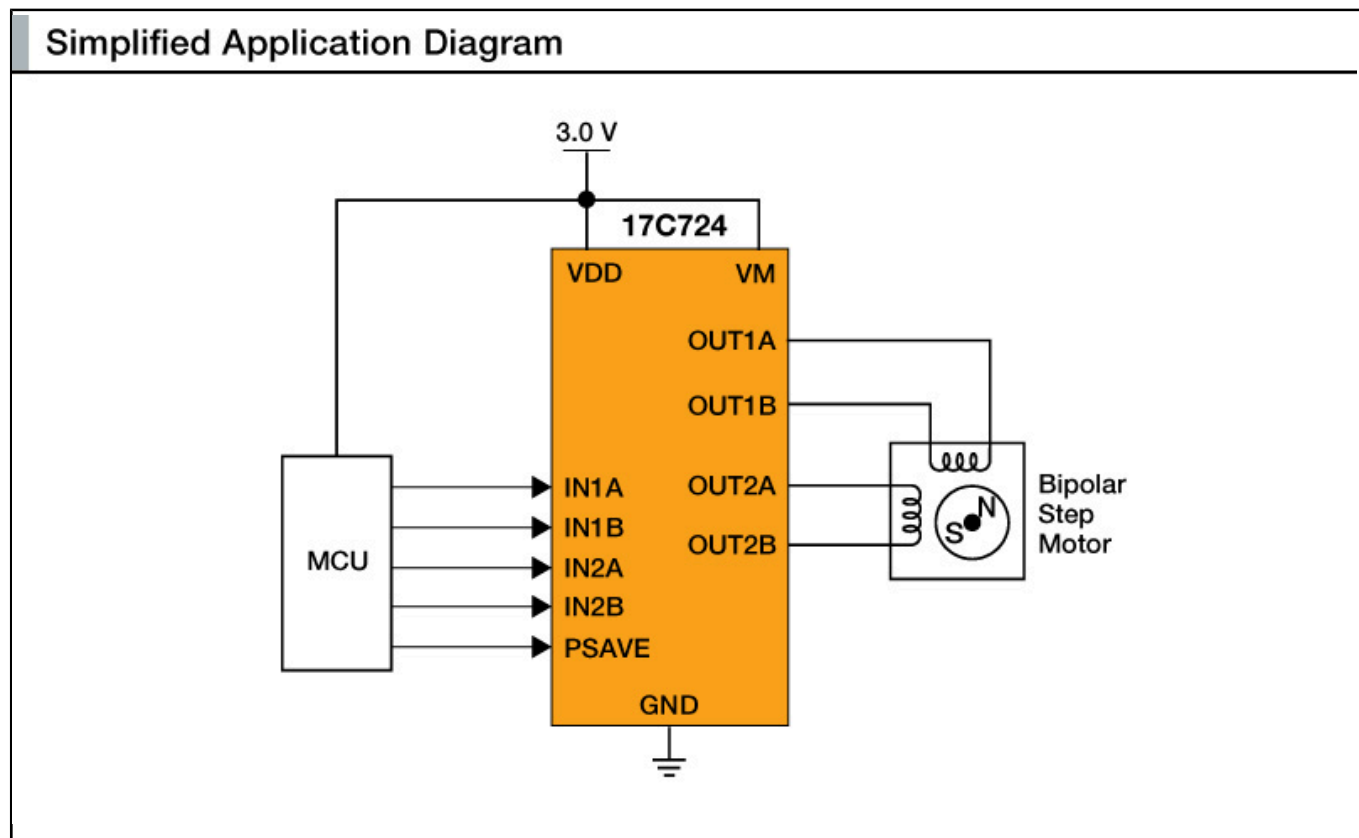 Simplified Application Diagram
3.0 V
17C724
VDD
VM
OUT1A
OUT1B
IN1A
OUT2A
Bipolar
Step
Motor
IN1B
N
S
OUT2B
MCU
IN2A
IN2B
PSAVE
GND